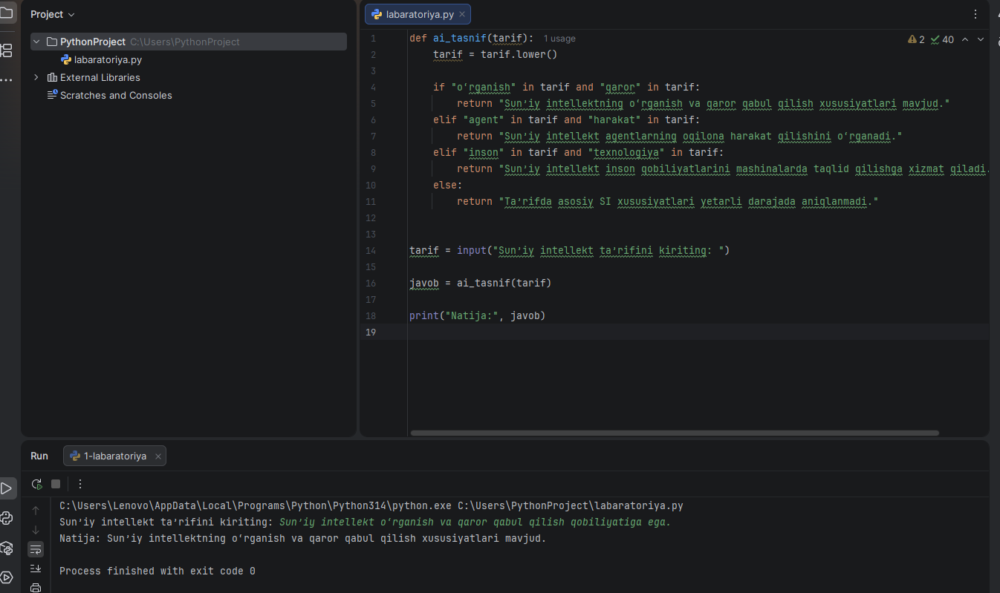 Project
PythonProject C:\Users\PythonProject
labaratoriya.py
External Libraries
Scratches and Consoles
labaratoriya.py
1 def ai_tasnif(tarif): 1 usage
2 40
2 tarif = tarif.lower()
3
4 if "oʻrganish" in tarif and "qaror" in tarif:
5 return "Sunʼiy intellektning oʻrganish va qaror qabul qilish xususiyatlari mavjud."
6 elif "agent" in tarif and "harakat" in tarif:
7 return "Sunʼiy intellekt agentlarning oqilona harakat qilishini oʻrganadi."
8 elif "inson" in tarif and "texnologiya" in tarif:
9 return "Sunʼiy intellekt inson qobiliyatlarini mashinalarda taqlid qilishga xizmat qiladi.
10 else:
11 return "Taʼrifda asosiy SI xususiyatlari yetarli darajada aniqlanmadi."
12
13
14 tarif = input("Sunʼiy intellekt taʼrifini kiriting: ")
15
16 javob = ai_tasnif(tarif)
17
18 print("Natija:", javob)
19
Run 1-labaratoriya
C:\Users\Lenovo\AppData\Local\Programs\Python\Python314\python.exe C:\Users\PythonProject\labaratoriya.py
Sunʼiy intellekt taʼrifini kiriting: Sunʼiy intellekt oʻrganish va qaror qabul qilish qobiliyatiga ega.
Natija: Sunʼiy intellektning oʻrganish va qaror qabul qilish xususiyatlari mavjud.
Process finished with exit code 0